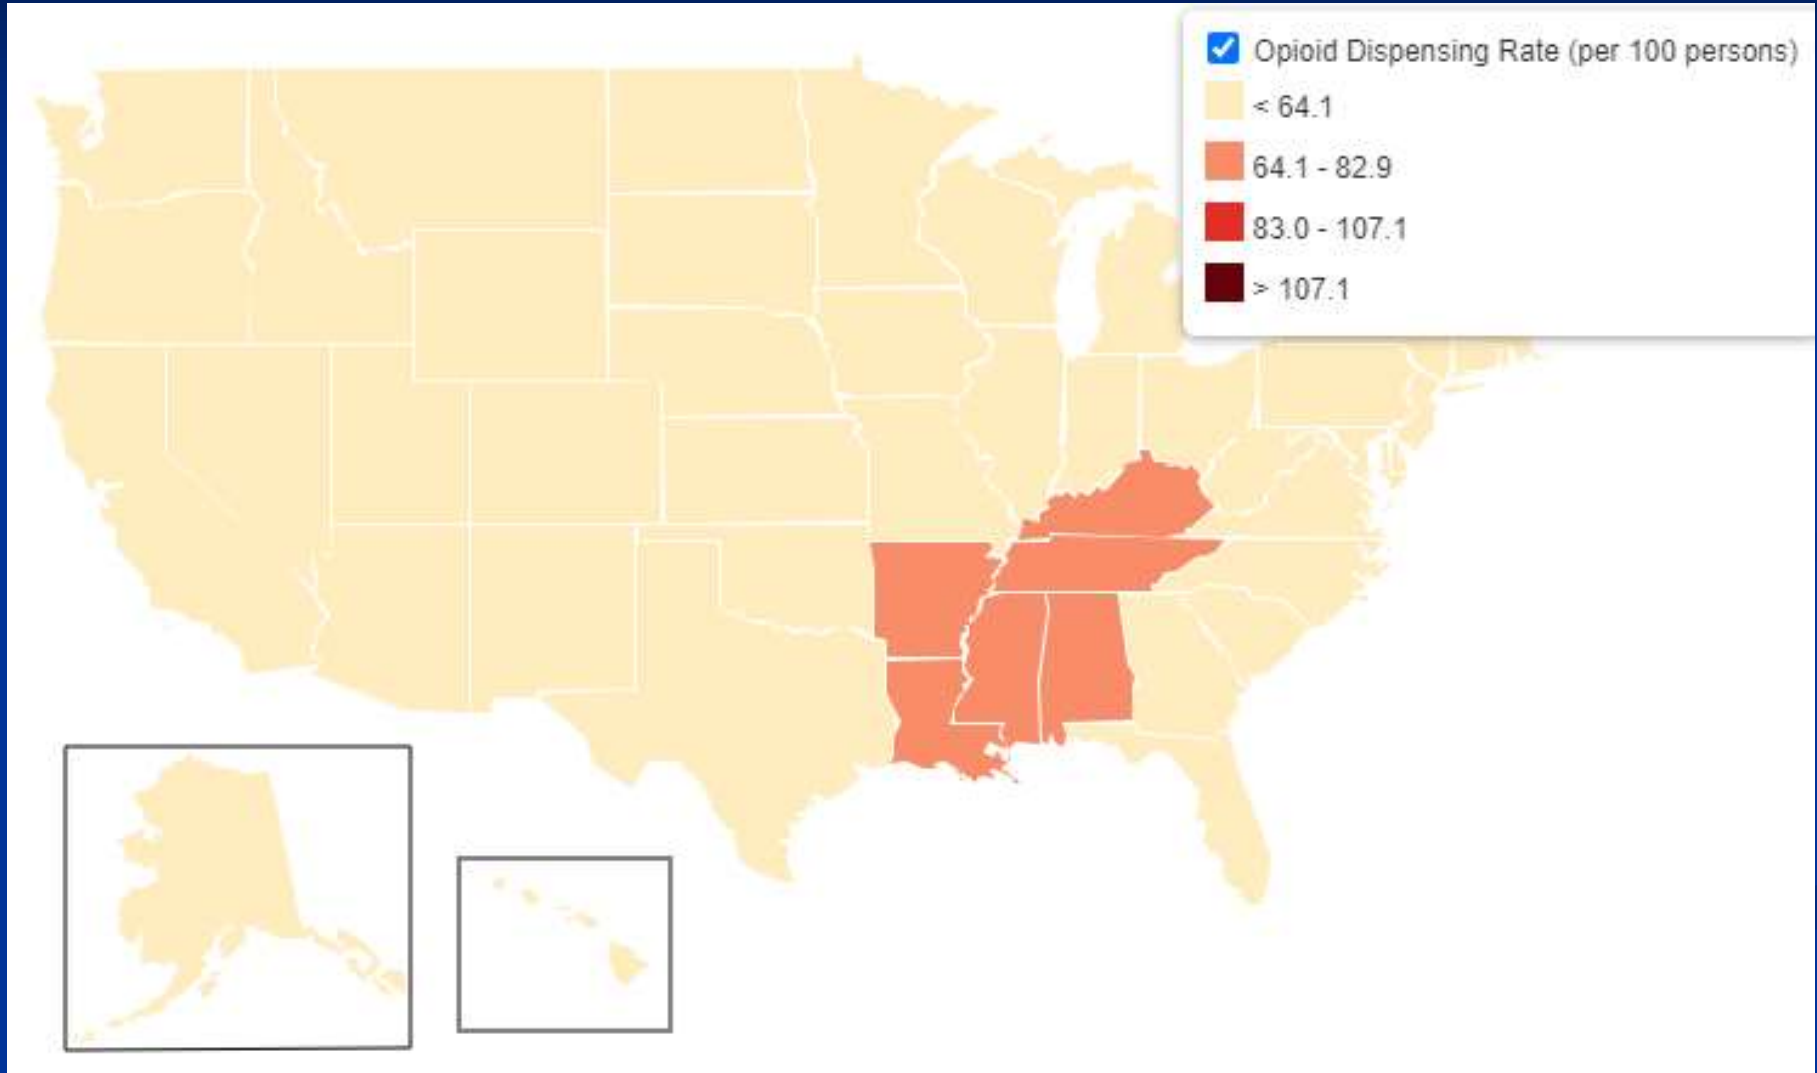 Opioid Dispensing Rate (per 100 persons)
< 64.1
64.1 - 82.9
83.0 - 107.1
> 107.1